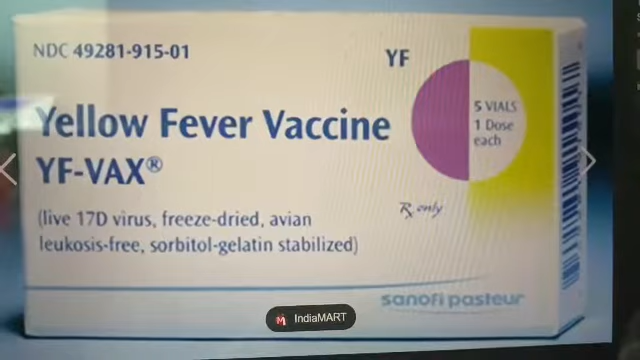 NDC 49281-915-01
YF
Yellow Fever Vaccine
YF-VAX®
5 VIALS
1 Dose
each
(live 17D virus, freeze-dried, avian
leukosis-free, sorbitol-gelatin stabilized)
Rx only
sanofi pasteur
IndiaMART